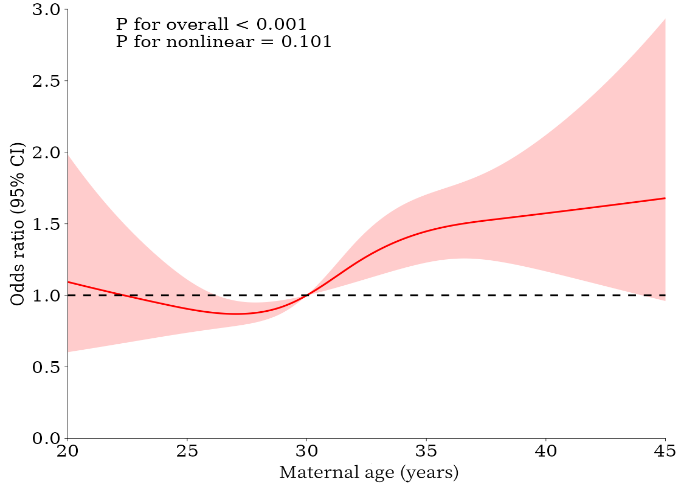 P for overall < 0.001
P for nonlinear = 0.101
Odds ratio (95% CI)
3.0
2.5
2.0
1.5
1.0
0.5
0.0
20 25 30 35 40 45
Maternal age (years)